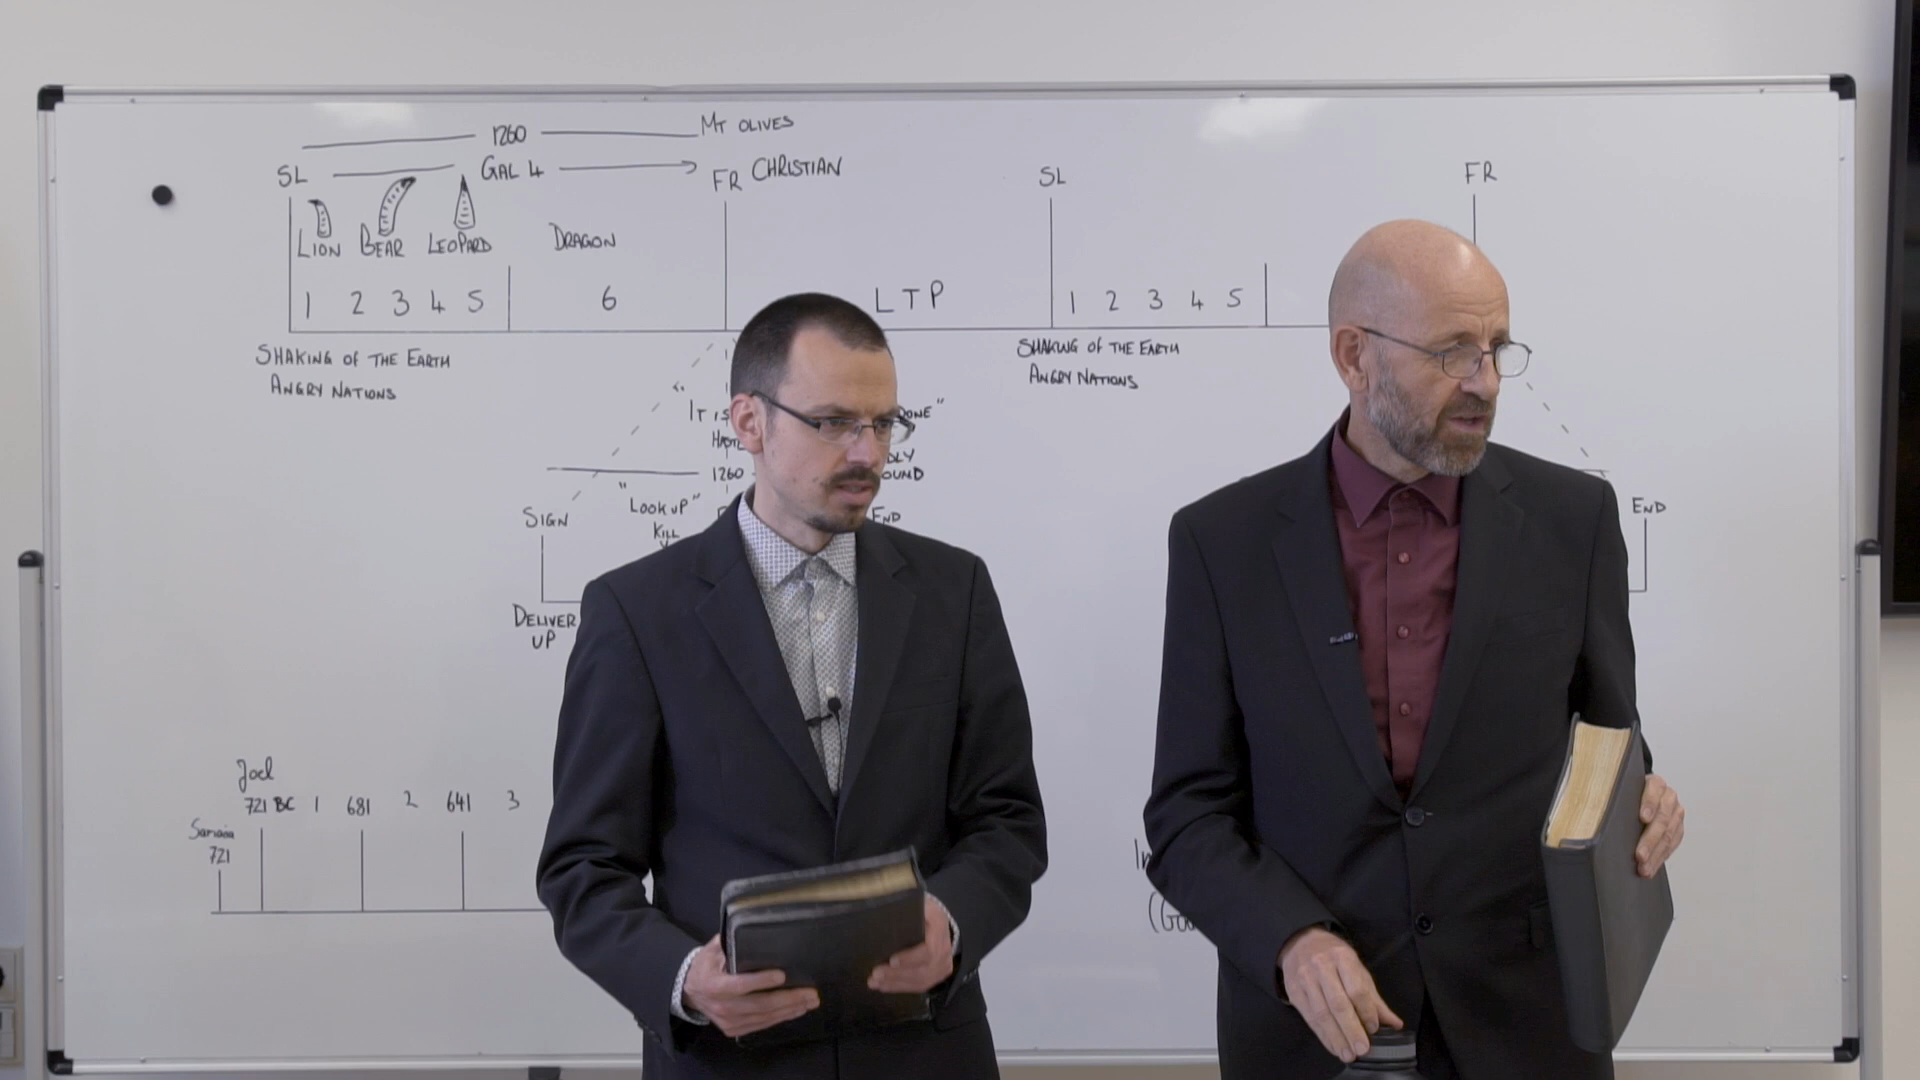 1260 MT OLIVES
SL GAL 4 FR CHRISTIAN SL FR
LION BEAR LEOPARD DRAGON
1 2 3 4 5 6 LTP 1 2 3 4 5
SHAKING OF THE EARTH SHAKING OF THE EARTH
ANGRY NATIONS ANGRY NATIONS
"IT IS DONE"
1260
SIGN "LOOK UP" END END
KILL
DELIVER
UP
Joel
721 BC 1 681 2 641 3
Samaria
721